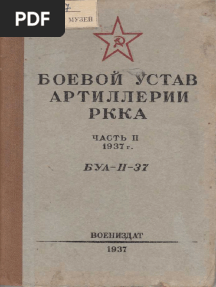 PDF
МУЗЕЙ
БОЕВОЙ УСТАВ
АРТИЛЛЕРИИ
РККА
ЧАСТЬ II
1937 г.
БУА-II-37
ВОЕНИЗДАТ
1937